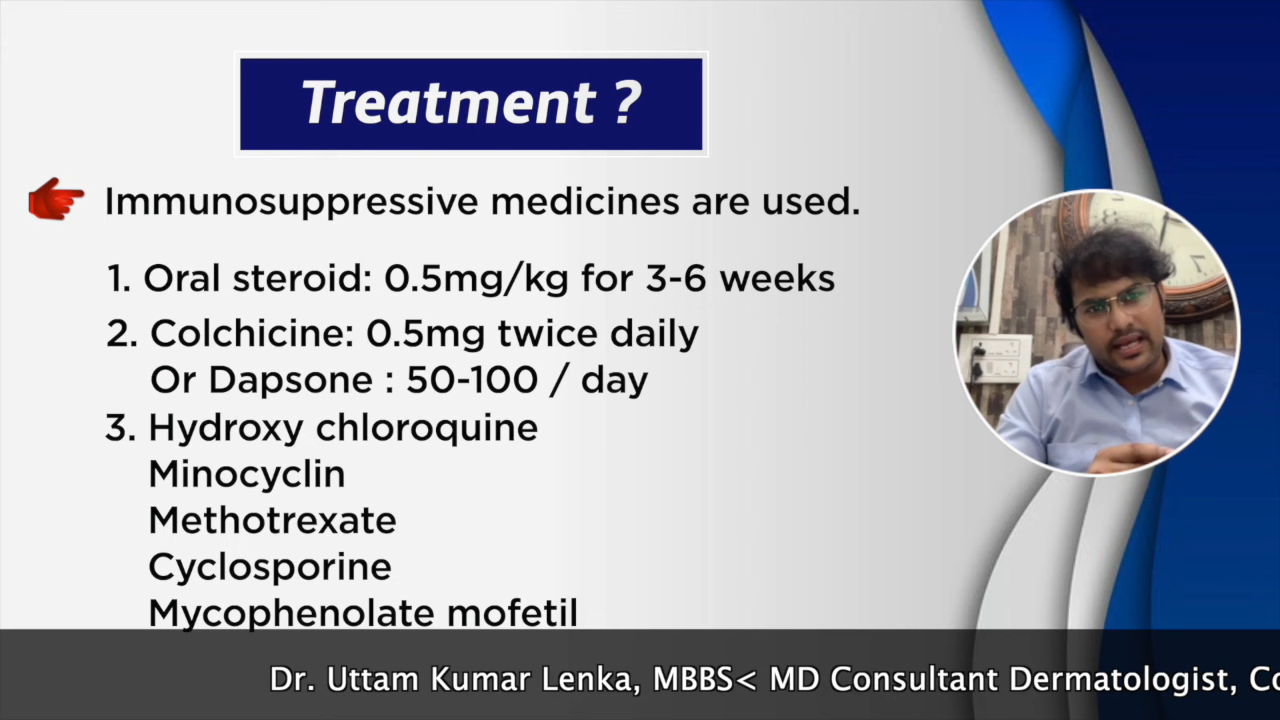 Treatment ?
Immunosuppressive medicines are used.
1. Oral steroid: 0.5mg/kg for 3-6 weeks
2. Colchicine: 0.5mg twice daily
Or Dapsone : 50-100 / day
3. Hydroxy chloroquine
Minocyclin
Methotrexate
Cyclosporine
Mycophenolate mofetil
Dr. Uttam Kumar Lenka, MBBS< MD Consultant Dermatologist,